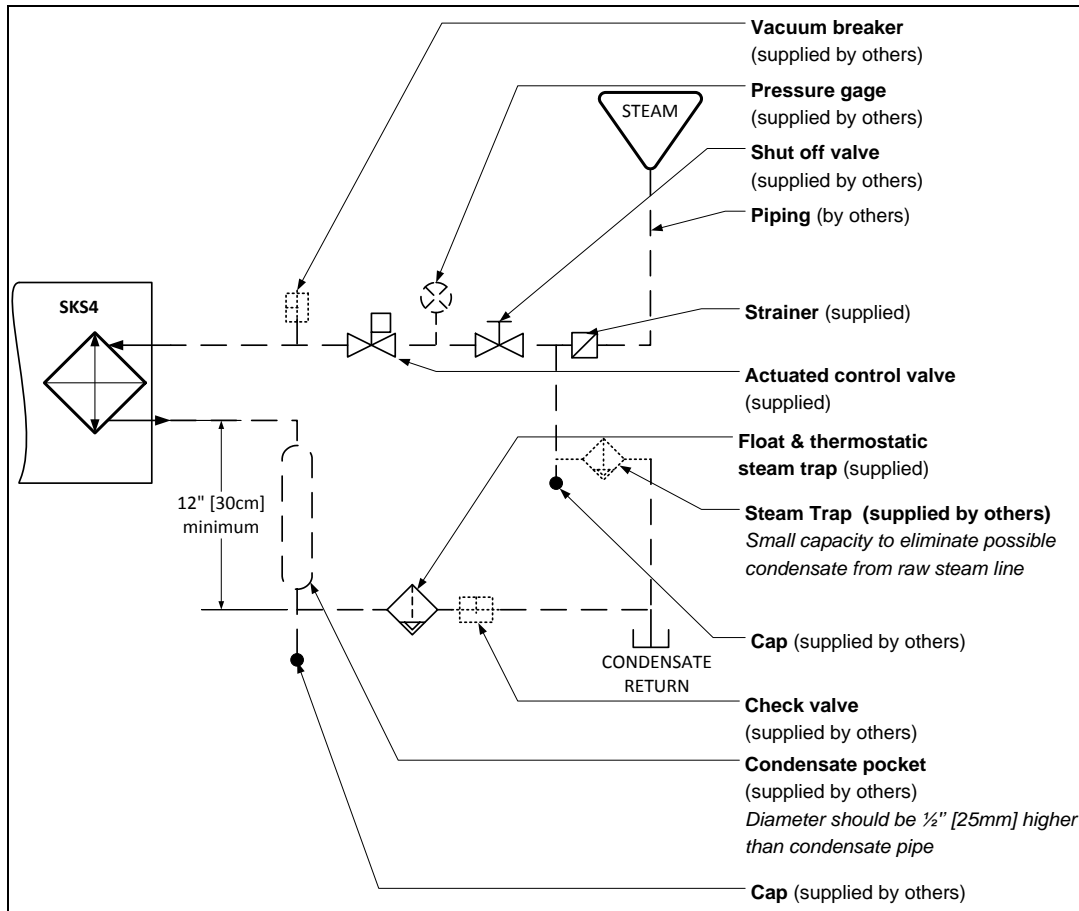 Vacuum breaker
(supplied by others)
Pressure gage
(supplied by others)
STEAM
Shut off valve
(supplied by others)
Piping (by others)
SKS4
Strainer (supplied)
Actuated control valve
(supplied)
Float & thermostatic
steam trap (supplied)
12" [30cm]
minimum
Steam Trap (supplied by others)
Small capacity to eliminate possible
condensate from raw steam line
Cap (supplied by others)
CONDENSATE
RETURN
Check valve
(supplied by others)
Condensate pocket
(supplied by others)
Diameter should be ½" [25mm] higher
than condensate pipe
Cap (supplied by others)